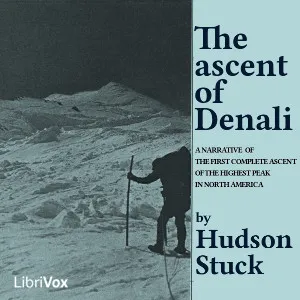 The
ascent
of
Denali
A NARRATIVE OF
THE FIRST COMPLETE ASCENT
OF THE HIGHEST PEAK
IN NORTH AMERICA
by
Hudson
Stuck
LibriVox